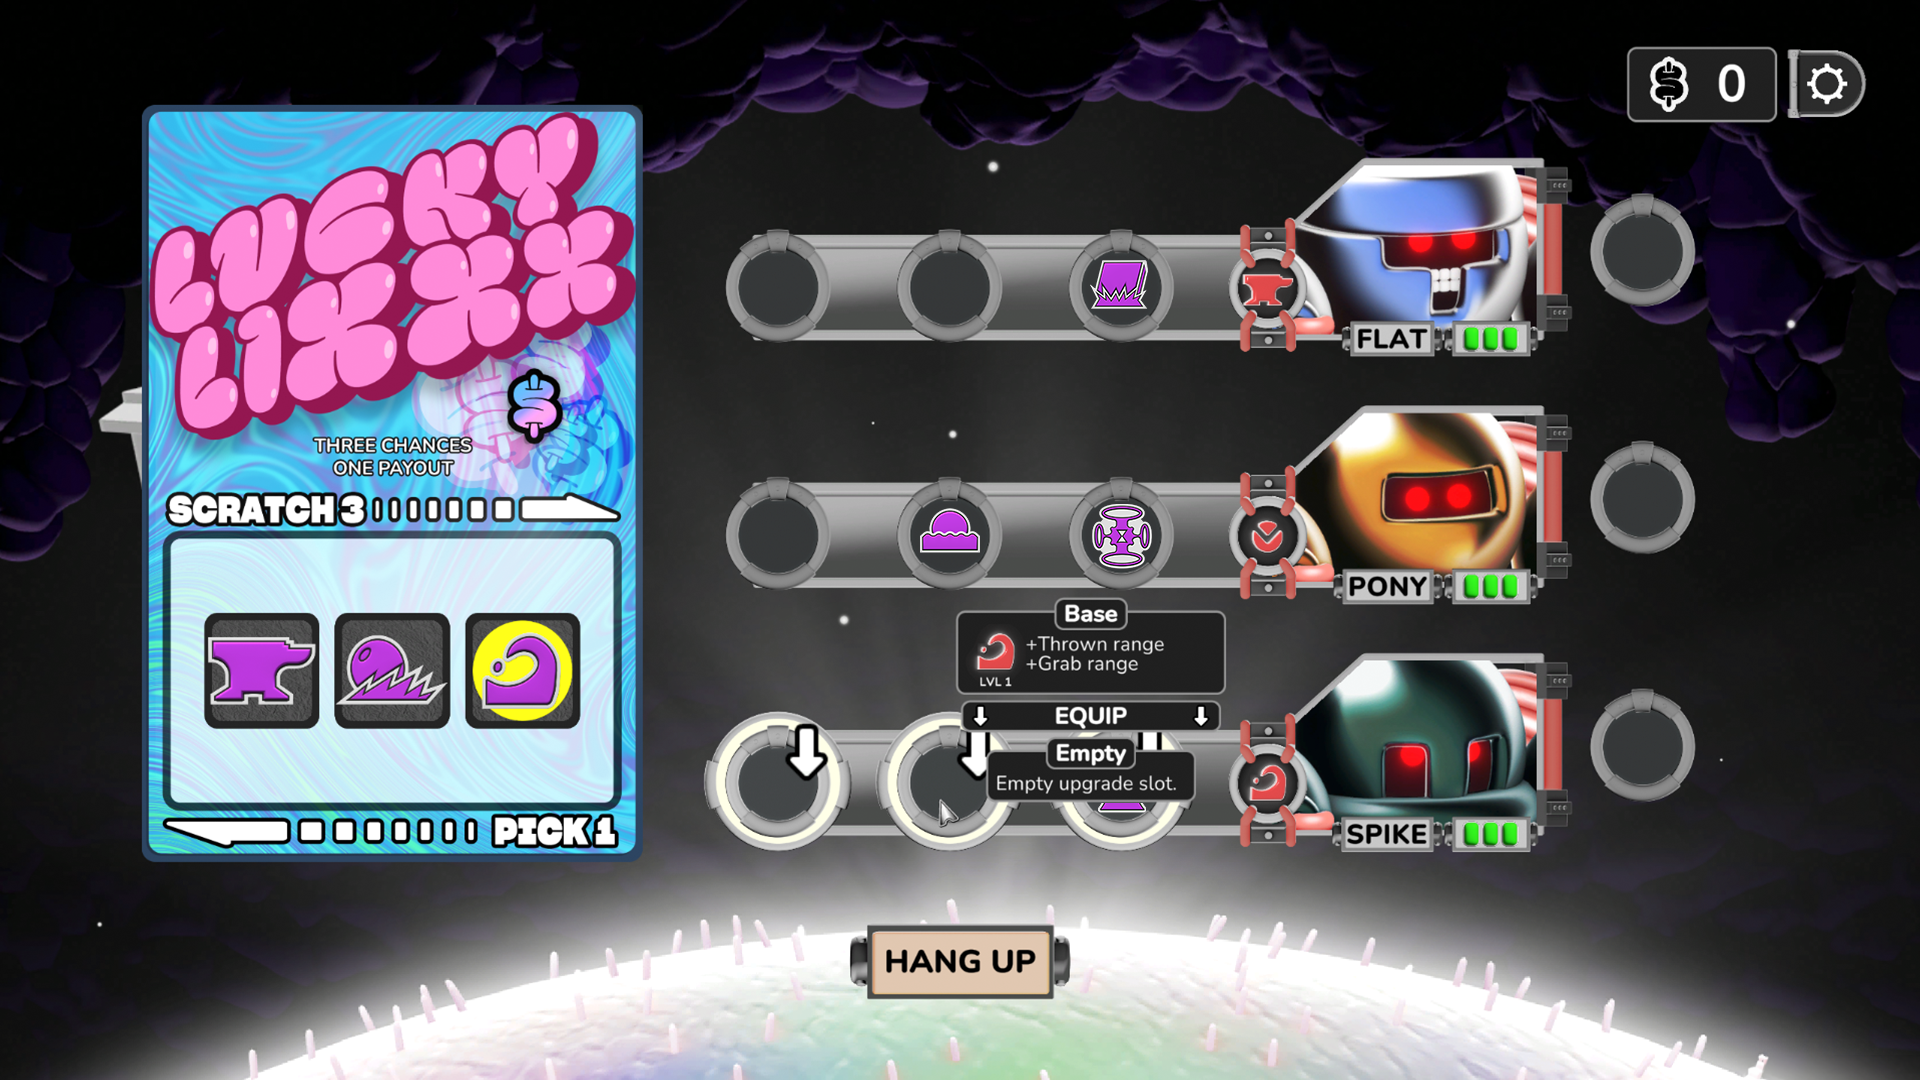 LUCKY
LIXXX
THREE CHANCES
ONE PAYOUT
SCRATCH 3
PICK 1
0
FLAT
PONY
Base
+Thrown range
+Grab range
LVL 1
EQUIP
Empty
Empty upgrade slot.
SPIKE
HANG UP